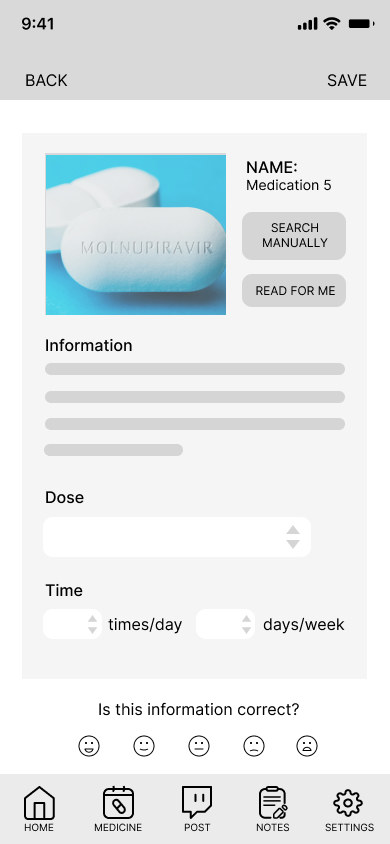 9:41
BACK
SAVE
MOLNUPIRAVIR
NAME:
Medication 5
SEARCH
MANUALLY
READ FOR ME
Information
Dose
Time
times/day
days/week
Is this information correct?
HOME
MEDICINE
POST
NOTES
SETTINGS